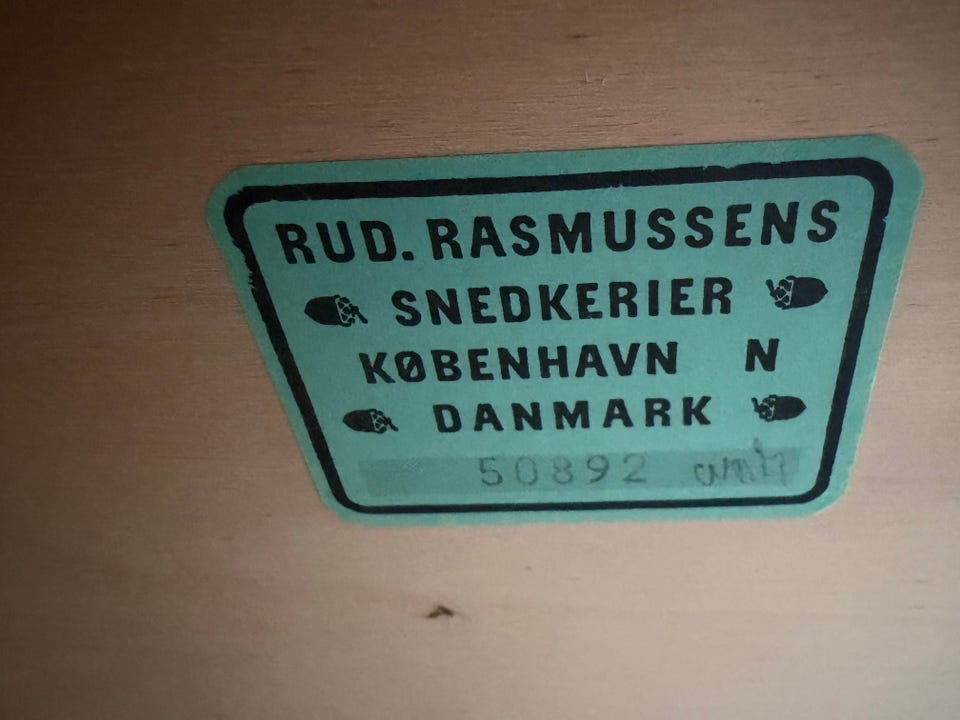 RUD. RASMUSSENS
SNEDKERIER
KØBENHAVN N
DANMARK
50892